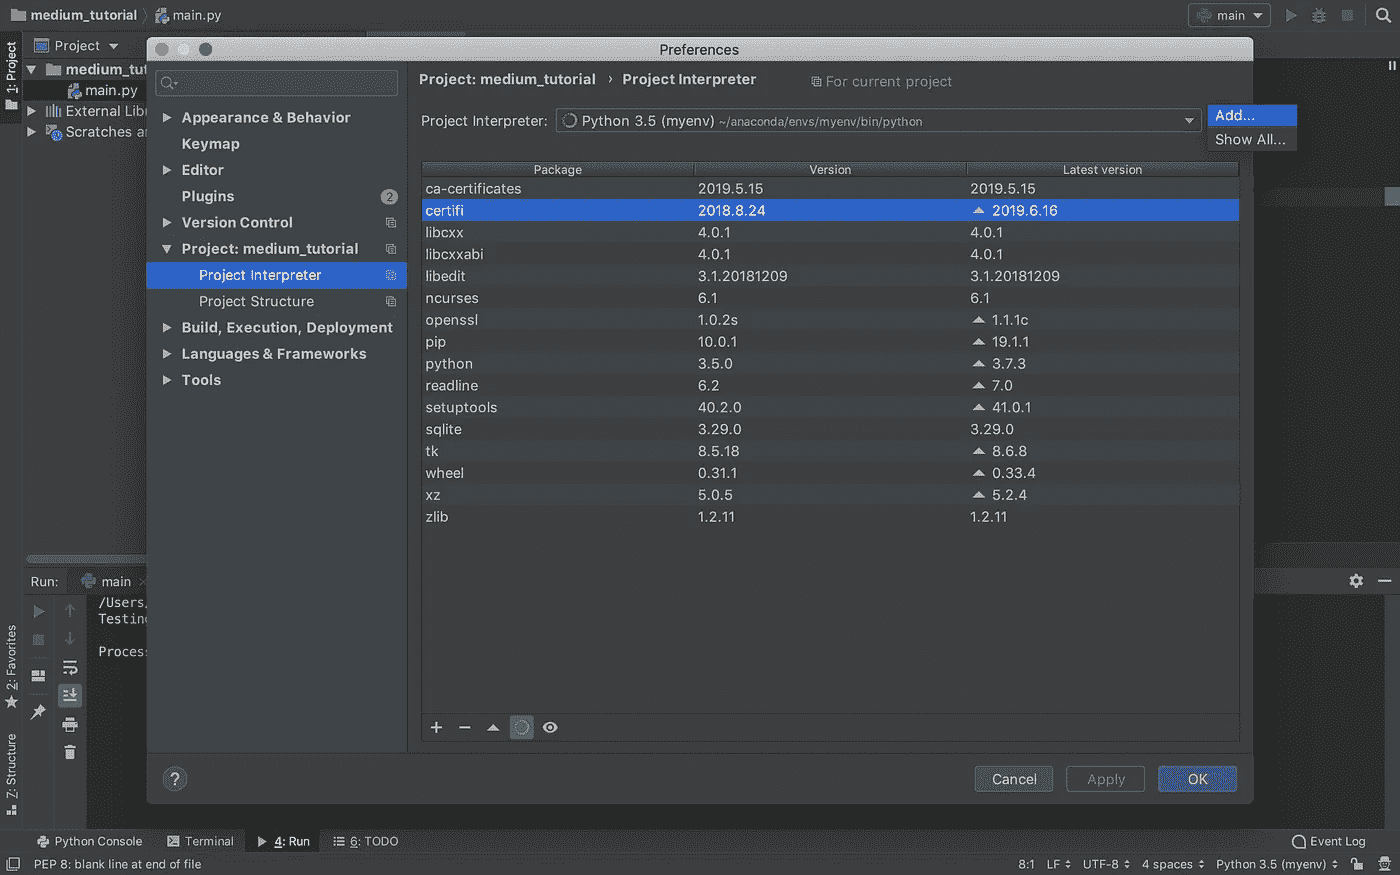 medium_tutorial main.py
main
1: Project
Project
Preferences
medium_tut
main.py
External Libr
Scratches an
Appearance & Behavior
Keymap
Editor
Plugins 2
Version Control
Project: medium_tutorial
Project Interpreter
Project Structure
Build, Execution, Deployment
Languages & Frameworks
Tools
Project: medium_tutorial › Project Interpreter For current project
Project Interpreter: Python 3.5 (myenv) ~/anaconda/envs/myenv/bin/python
Add...
Show All...
Package Version Latest version
ca-certificates 2019.5.15 2019.5.15
certifi 2018.8.24 2019.6.16
libcxx 4.0.1 4.0.1
libcxxabi 4.0.1 4.0.1
libedit 3.1.20181209 3.1.20181209
ncurses 6.1 6.1
openssl 1.0.2s 1.1.1c
pip 10.0.1 19.1.1
python 3.5.0 3.7.3
readline 6.2 7.0
setuptools 40.2.0 41.0.1
sqlite 3.29.0 3.29.0
tk 8.5.18 8.6.8
wheel 0.31.1 0.33.4
xz 5.0.5 5.2.4
zlib 1.2.11 1.2.11
? Cancel Apply OK
Run: main
/Users/
Testing
Process
2: Favorites
Z: Structure
Python Console Terminal 4: Run 6: TODO Event Log
PEP 8: blank line at end of file 8:1 LF UTF-8 4 spaces Python 3.5 (myenv)